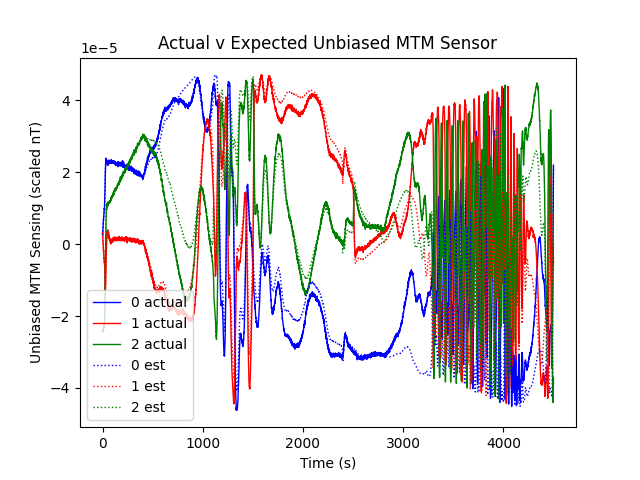 Actual v Expected Unbiased MTM Sensor
1e−5
Unbiased MTM Sensing (scaled nT)
4
2
0
−2
−4
0 actual
1 actual
2 actual
0 est
1 est
2 est
0 1000 2000 3000 4000
Time (s)